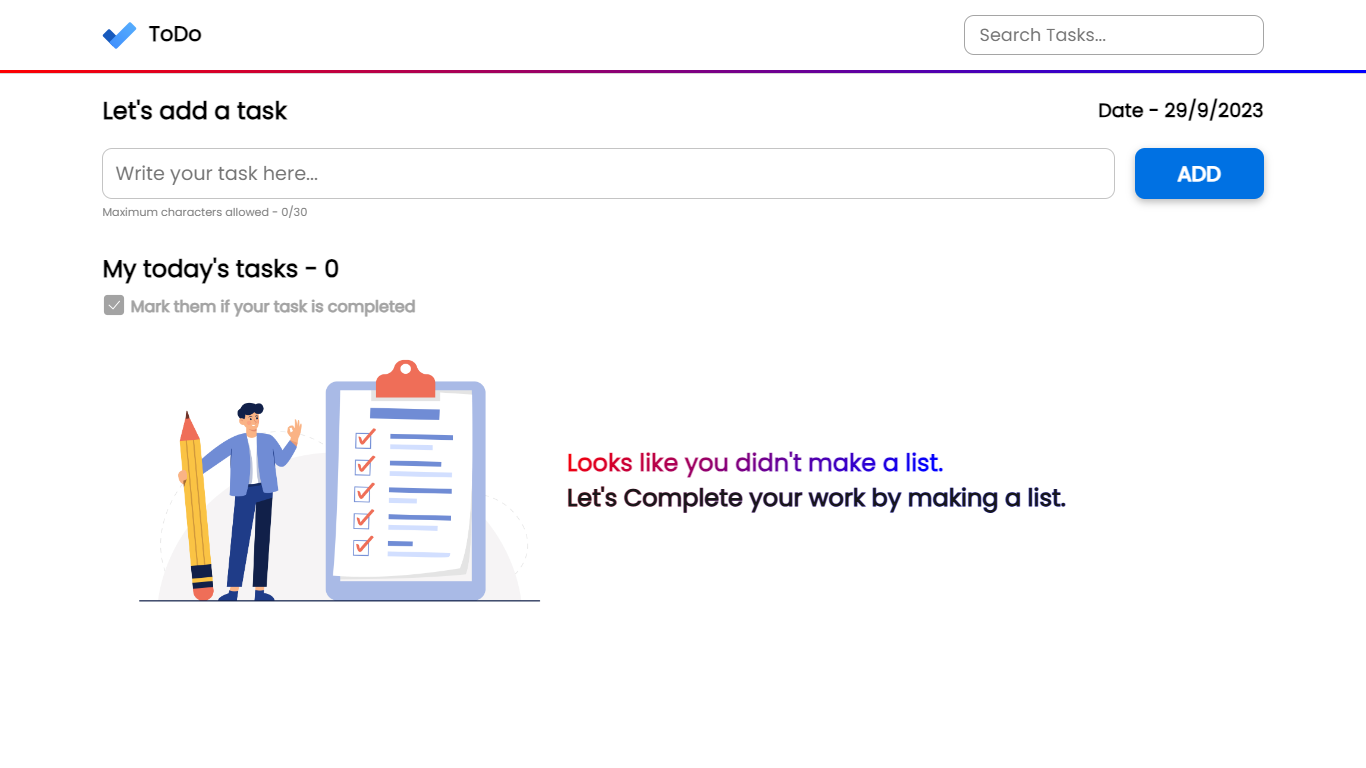 ToDo
Search Tasks...
Let's add a task
Date - 29/9/2023
Write your task here...
ADD
Maximum characters allowed - 0/30
My today's tasks - 0
Mark them if your task is completed
Looks like you didn't make a list.
Let's Complete your work by making a list.